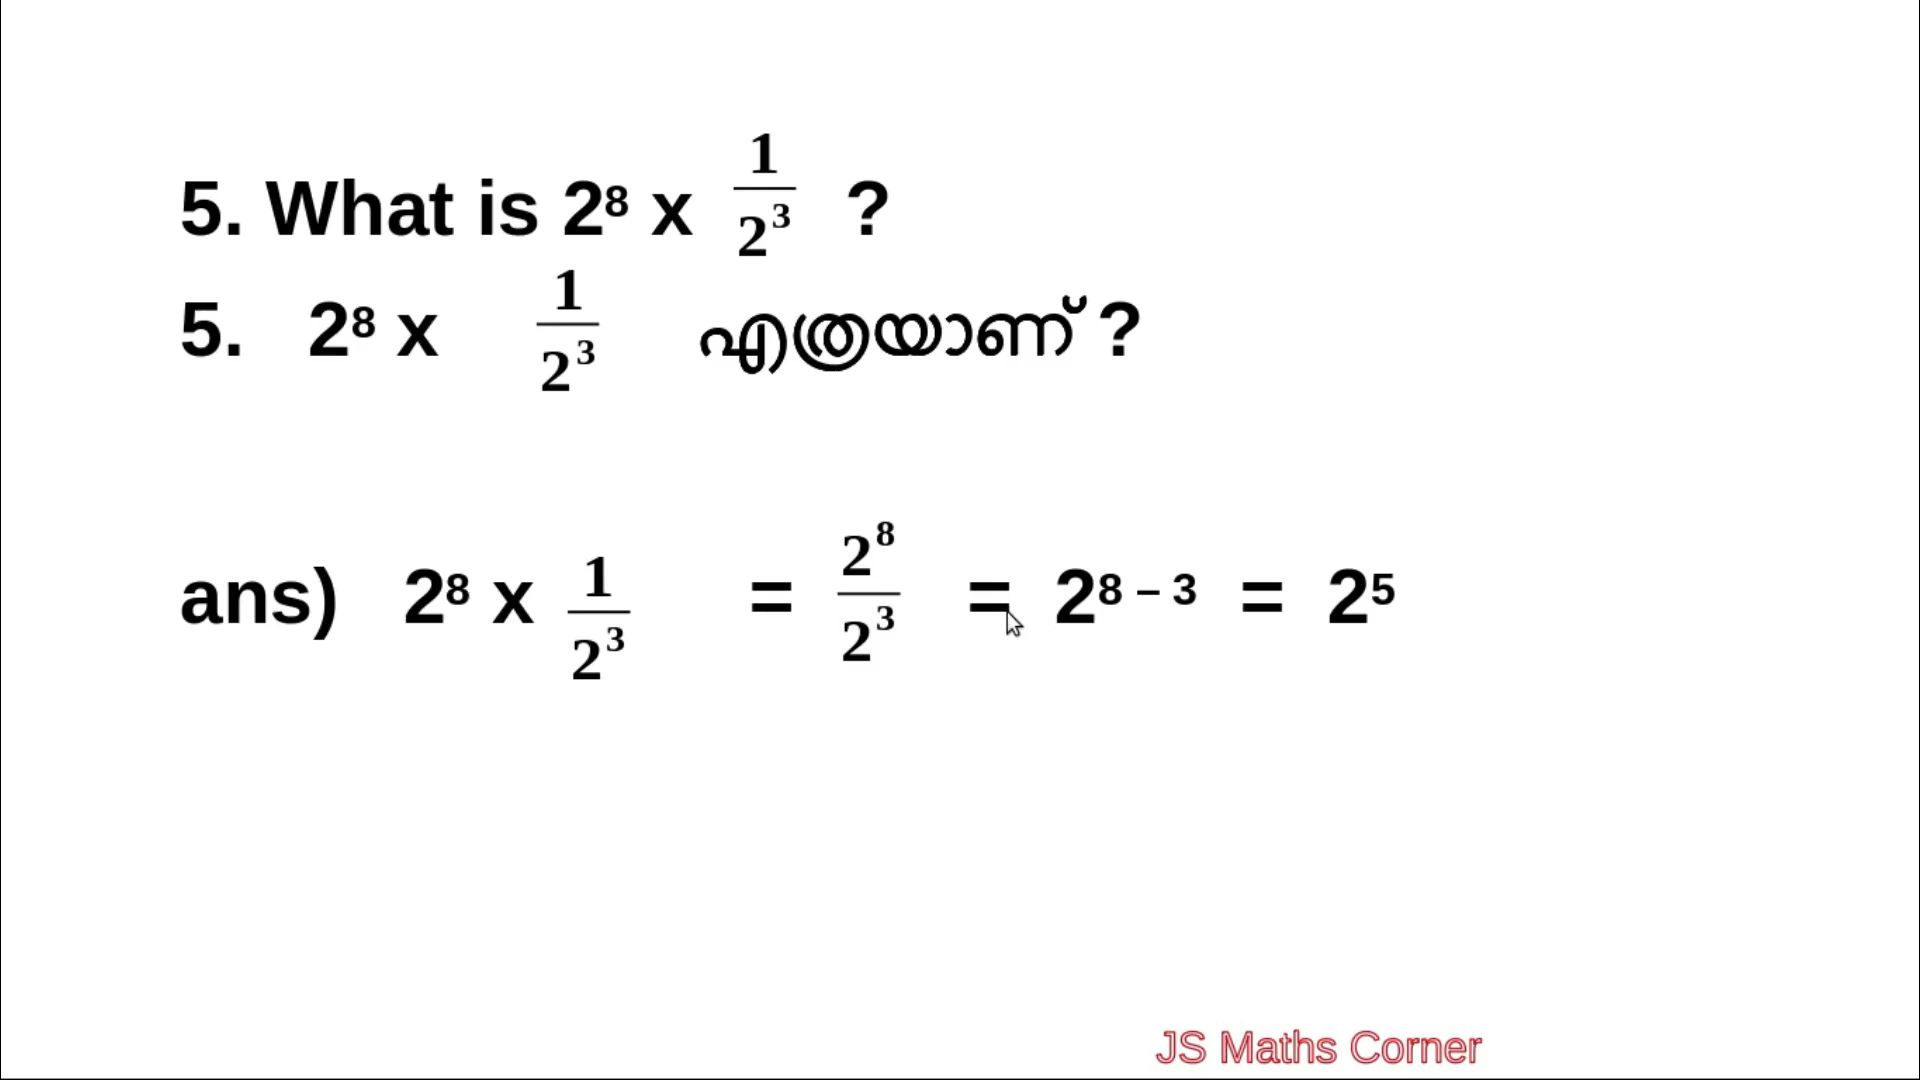 5. What is 2⁸ x 1/2³ ?
5. 2⁸ x 1/2³ എത്രയാണ് ?
ans) 2⁸ x 1/2³ = 2⁸/2³ = 2⁸ ⁻ ³ = 2⁵
JS Maths Corner